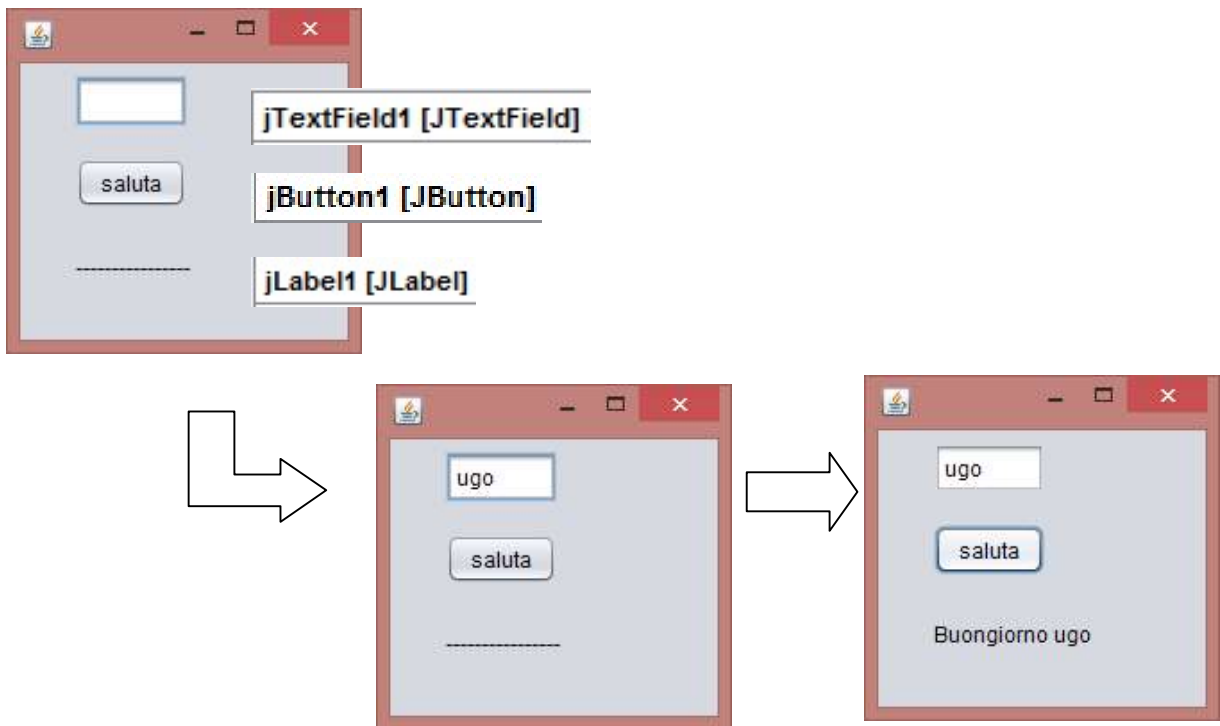 jTextField1 [JTextField]
saluta
jButton1 [JButton]
----------------
jLabel1 [JLabel]
ugo
saluta
----------------
ugo
saluta
Buongiorno ugo